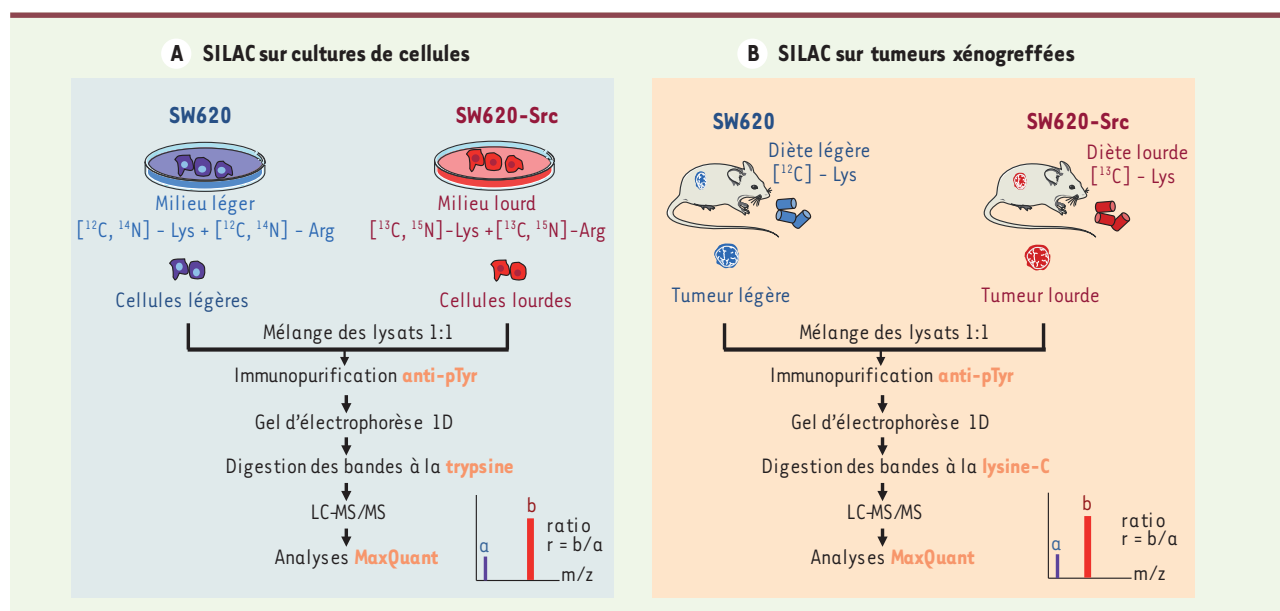 A SILAC sur cultures de cellules
SW620
SW620-Src
Milieu léger
[¹²C, ¹⁴N] – Lys + [¹²C, ¹⁴N] – Arg
Milieu lourd
[¹³C, ¹⁵N]-Lys +[¹³C, ¹⁵N]-Arg
Cellules légères
Cellules lourdes
Mélange des lysats 1:1
Immunopurification anti-pTyr
Gel d'électrophorèse 1D
Digestion des bandes à la trypsine
LC-MS/MS
Analyses MaxQuant
a
b
ratio
r = b/a
m/z
B SILAC sur tumeurs xénogreffées
SW620
SW620-Src
Diète légère
[¹²C] – Lys
Diète lourde
[¹³C] – Lys
Tumeur légère
Tumeur lourde
Mélange des lysats 1:1
Immunopurification anti-pTyr
Gel d'électrophorèse 1D
Digestion des bandes à la lysine-C
LC-MS/MS
Analyses MaxQuant
a
b
ratio
r = b/a
m/z